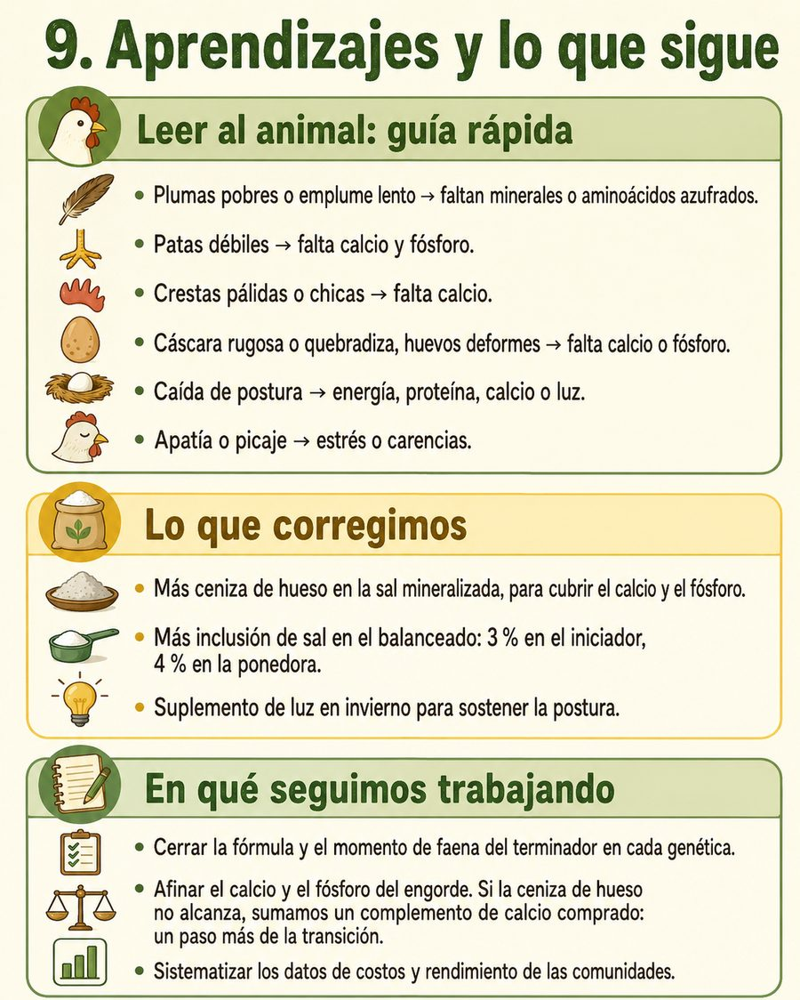 9. Aprendizajes y lo que sigue
Leer al animal: guía rápida
• Plumas pobres o emplume lento → faltan minerales o aminoácidos azufrados.
• Patas débiles → falta calcio y fósforo.
• Crestas pálidas o chicas → falta calcio.
• Cáscara rugosa o quebradiza, huevos deformes → falta calcio o fósforo.
• Caída de postura → energía, proteína, calcio o luz.
• Apatía o picaje → estrés o carencias.
Lo que corregimos
• Más ceniza de hueso en la sal mineralizada, para cubrir el calcio y el fósforo.
• Más inclusión de sal en el balanceado: 3 % en el iniciador,
4 % en la ponedora.
• Suplemento de luz en invierno para sostener la postura.
En qué seguimos trabajando
• Cerrar la fórmula y el momento de faena del terminador en cada genética.
• Afinar el calcio y el fósforo del engorde. Si la ceniza de hueso
no alcanza, sumamos un complemento de calcio comprado:
un paso más de la transición.
• Sistematizar los datos de costos y rendimiento de las comunidades.